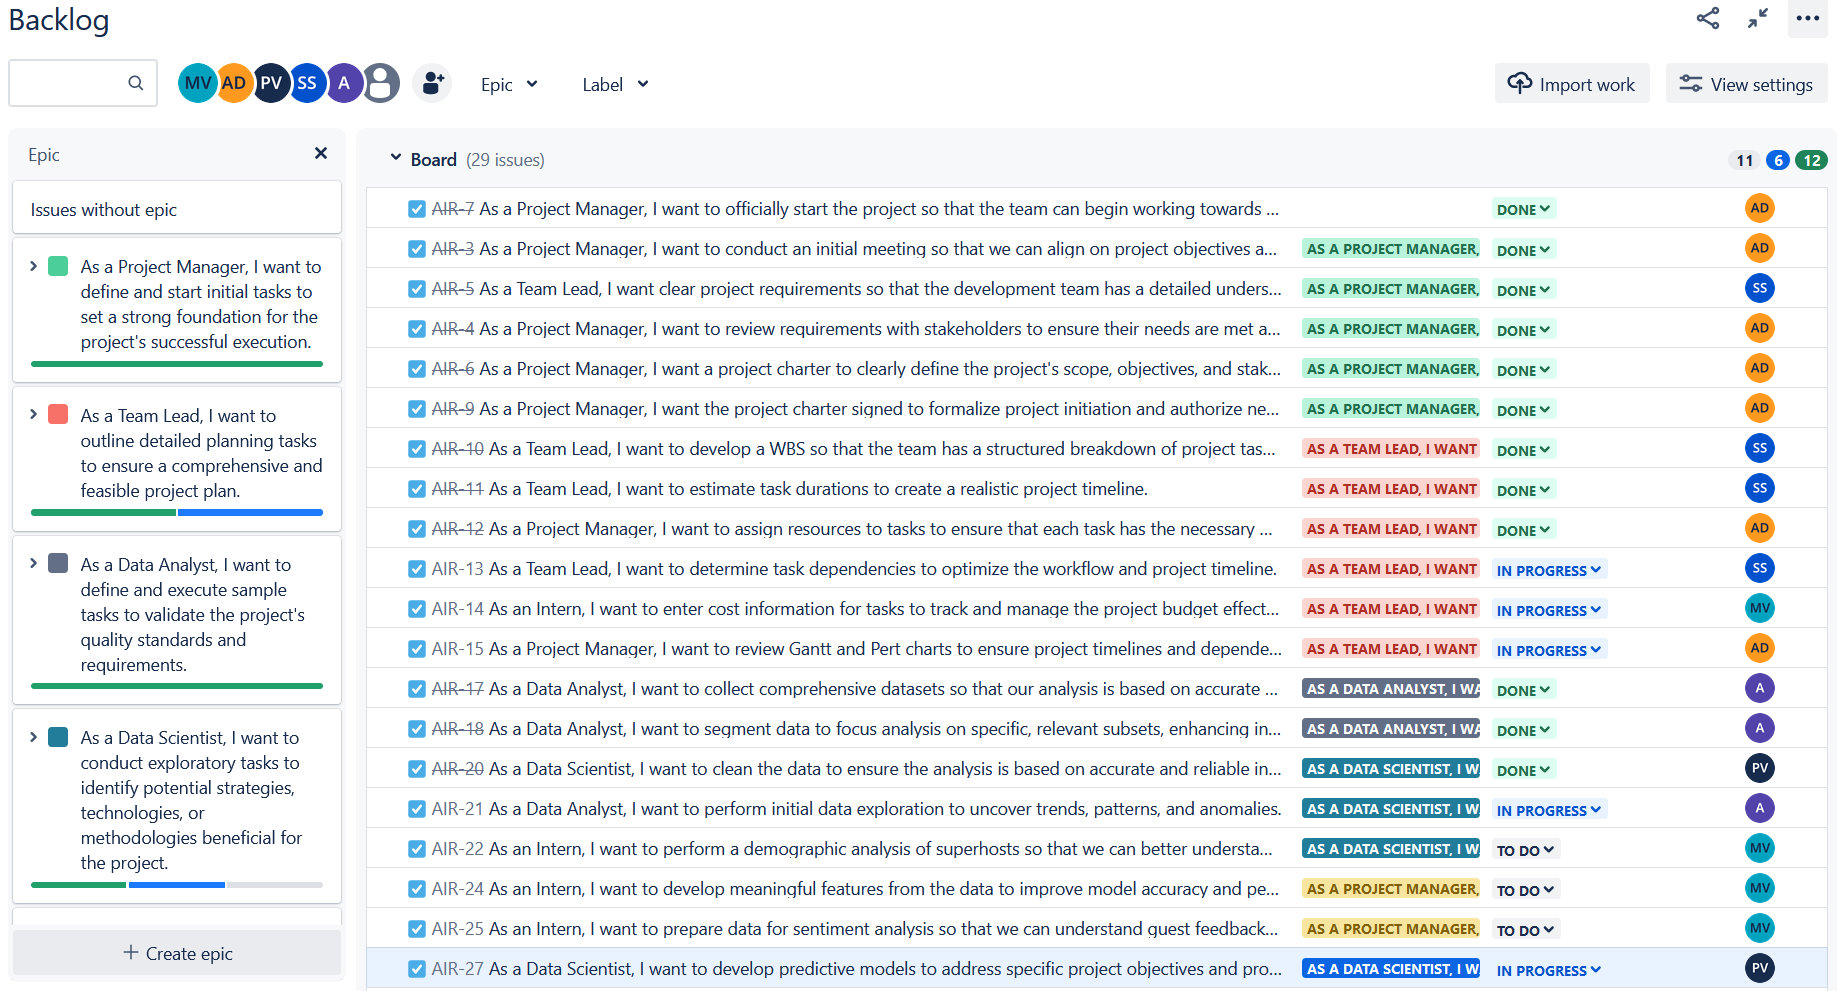 Backlog
MV AD PV SS A
Epic
Label
Import work
View settings
Epic
Issues without epic
As a Project Manager, I want to
define and start initial tasks to
set a strong foundation for the
project's successful execution.
As a Team Lead, I want to
outline detailed planning tasks
to ensure a comprehensive and
feasible project plan.
As a Data Analyst, I want to
define and execute sample
tasks to validate the project's
quality standards and
requirements.
As a Data Scientist, I want to
conduct exploratory tasks to
identify potential strategies,
technologies, or
methodologies beneficial for
the project.
+ Create epic
Board (29 issues) 11 6 12
AIR-7 As a Project Manager, I want to officially start the project so that the team can begin working towards ... DONE AD
AIR-3 As a Project Manager, I want to conduct an initial meeting so that we can align on project objectives a... AS A PROJECT MANAGER, DONE AD
AIR-5 As a Team Lead, I want clear project requirements so that the development team has a detailed unders... AS A PROJECT MANAGER, DONE SS
AIR-4 As a Project Manager, I want to review requirements with stakeholders to ensure their needs are met a... AS A PROJECT MANAGER, DONE AD
AIR-6 As a Project Manager, I want a project charter to clearly define the project's scope, objectives, and stak... AS A PROJECT MANAGER, DONE AD
AIR-9 As a Project Manager, I want the project charter signed to formalize project initiation and authorize ne... AS A PROJECT MANAGER, DONE AD
AIR-10 As a Team Lead, I want to develop a WBS so that the team has a structured breakdown of project tas... AS A TEAM LEAD, I WANT DONE SS
AIR-11 As a Team Lead, I want to estimate task durations to create a realistic project timeline. AS A TEAM LEAD, I WANT DONE SS
AIR-12 As a Project Manager, I want to assign resources to tasks to ensure that each task has the necessary ... AS A TEAM LEAD, I WANT DONE AD
AIR-13 As a Team Lead, I want to determine task dependencies to optimize the workflow and project timeline. AS A TEAM LEAD, I WANT IN PROGRESS SS
AIR-14 As an Intern, I want to enter cost information for tasks to track and manage the project budget effect... AS A TEAM LEAD, I WANT IN PROGRESS MV
AIR-15 As a Project Manager, I want to review Gantt and Pert charts to ensure project timelines and depende... AS A TEAM LEAD, I WANT IN PROGRESS AD
AIR-17 As a Data Analyst, I want to collect comprehensive datasets so that our analysis is based on accurate ... AS A DATA ANALYST, I WA DONE A
AIR-18 As a Data Analyst, I want to segment data to focus analysis on specific, relevant subsets, enhancing in... AS A DATA ANALYST, I WA DONE A
AIR-20 As a Data Scientist, I want to clean the data to ensure the analysis is based on accurate and reliable in... AS A DATA SCIENTIST, I W DONE PV
AIR-21 As a Data Analyst, I want to perform initial data exploration to uncover trends, patterns, and anomalies. AS A DATA SCIENTIST, I W IN PROGRESS A
AIR-22 As an Intern, I want to perform a demographic analysis of superhosts so that we can better understa... AS A DATA SCIENTIST, I W TO DO MV
AIR-24 As an Intern, I want to develop meaningful features from the data to improve model accuracy and pe... AS A PROJECT MANAGER, TO DO MV
AIR-25 As an Intern, I want to prepare data for sentiment analysis so that we can understand guest feedback... AS A PROJECT MANAGER, TO DO MV
AIR-27 As a Data Scientist, I want to develop predictive models to address specific project objectives and pro... AS A DATA SCIENTIST, I W IN PROGRESS PV